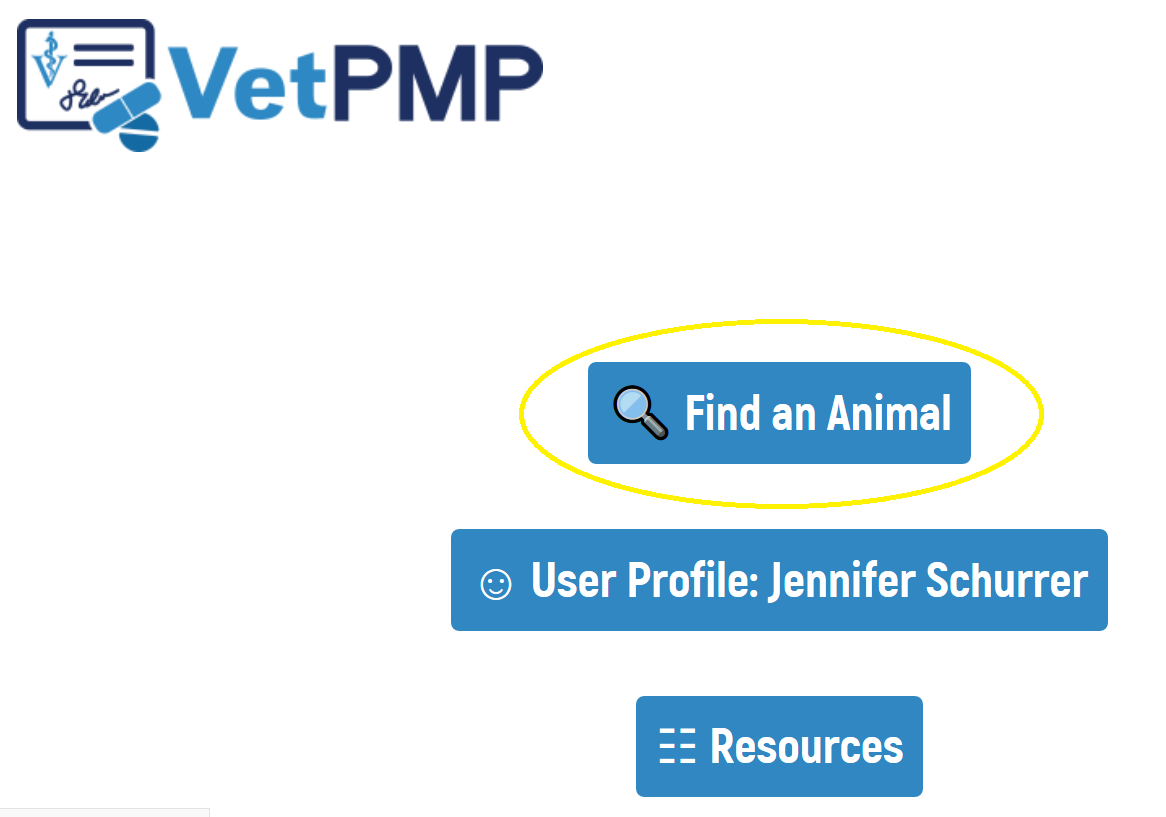 VetPMP
Find an Animal
User Profile: Jennifer Schurrer
Resources